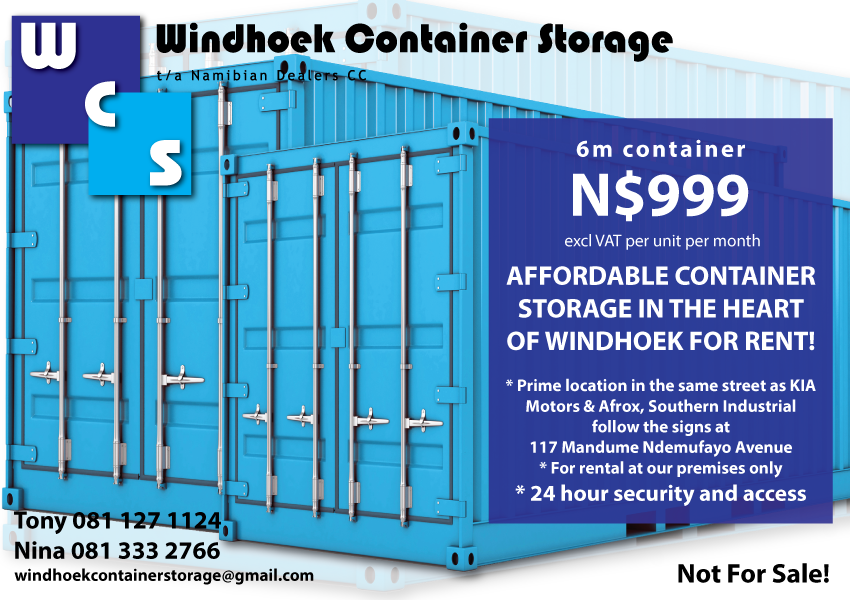 W
C
S
Windhoek Container Storage
t/a Namibian Dealers CC
6m container
N$999
excl VAT per unit per month
AFFORDABLE CONTAINER
STORAGE IN THE HEART
OF WINDHOEK FOR RENT!
* Prime location in the same street as KIA
Motors & Afrox, Southern Industrial
follow the signs at
117 Mandume Ndemufayo Avenue
* For rental at our premises only
* 24 hour security and access
Tony 081 127 1124
Nina 081 333 2766
windhoekcontainerstorage@gmail.com
Not For Sale!